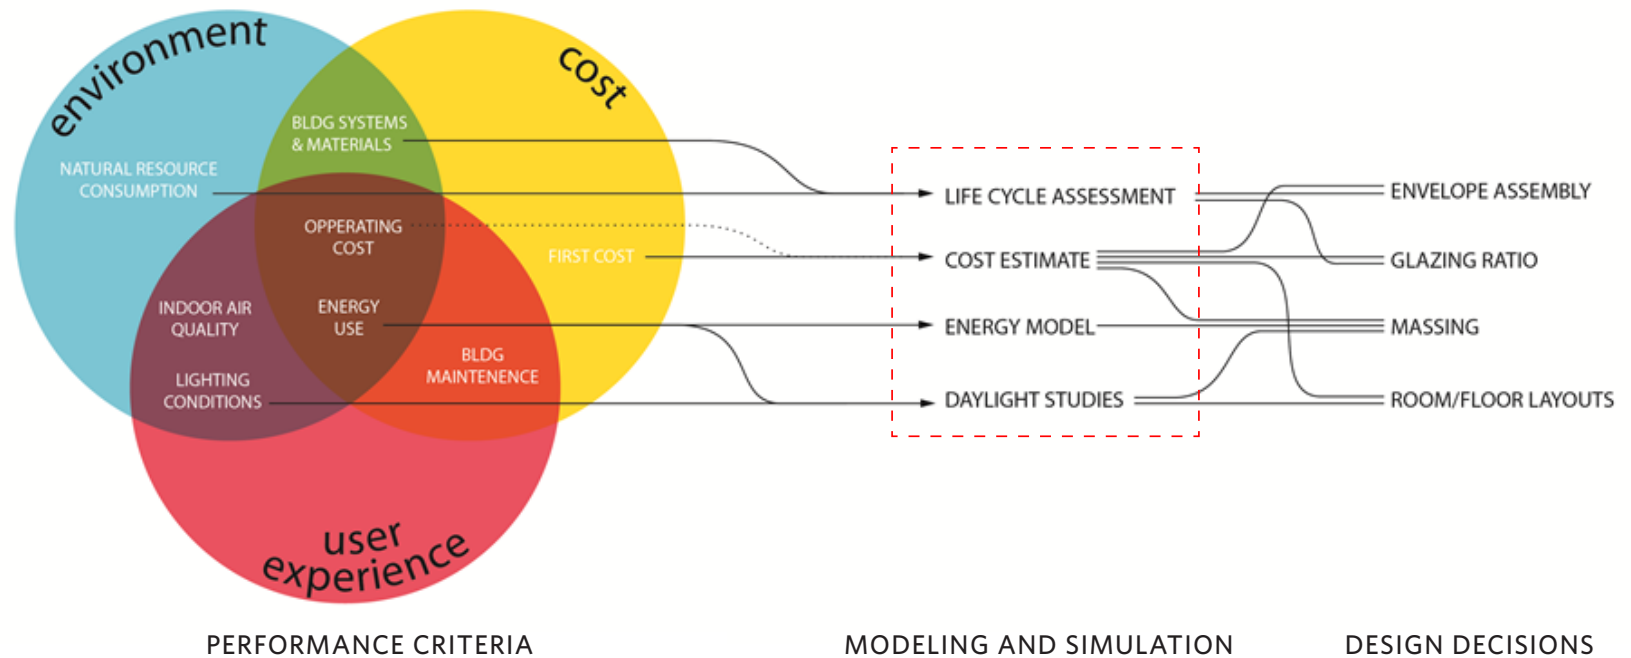 environment
cost
BLDG SYSTEMS
& MATERIALS
NATURAL RESOURCE
CONSUMPTION
OPPERATING
COST
FIRST COST
INDOOR AIR
QUALITY
ENERGY
USE
BLDG
MAINTENENCE
LIGHTING
CONDITIONS
user
experience
LIFE CYCLE ASSESSMENT
COST ESTIMATE
ENERGY MODEL
DAYLIGHT STUDIES
ENVELOPE ASSEMBLY
GLAZING RATIO
MASSING
ROOM/FLOOR LAYOUTS
PERFORMANCE CRITERIA
MODELING AND SIMULATION
DESIGN DECISIONS